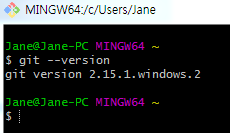 MINGW64:/c/Users/Jane
Jane@Jane-PC MINGW64 ~
$ git --version
git version 2.15.1.windows.2
Jane@Jane-PC MINGW64 ~
$